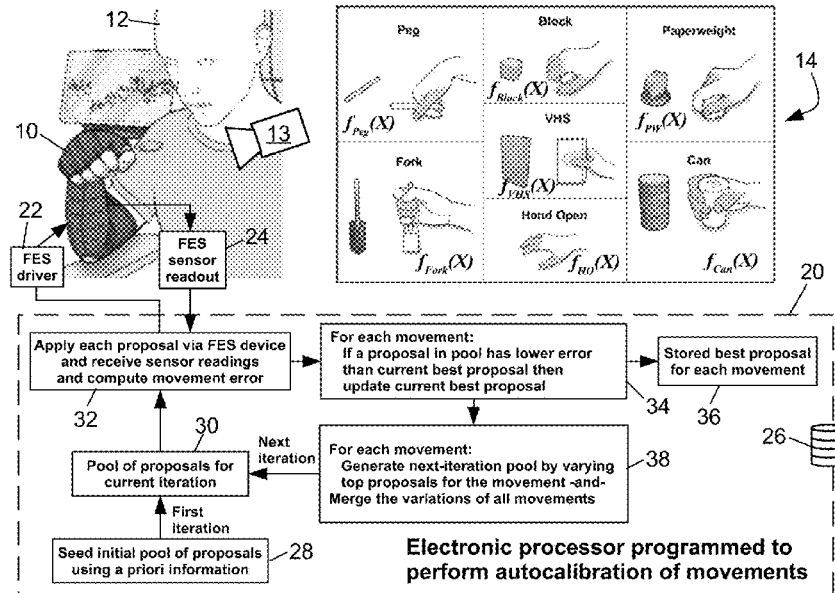 12
10
13
14
Peg
f_Peg(X)
Block
f_Block(X)
Paperweight
f_PW(X)
VHS
f_VHS(X)
Fork
f_Fork(X)
Hand Open
f_HO(X)
Can
f_Can(X)
22
FES
driver
24
FES
sensor
readout
20
Apply each proposal via FES device
and receive sensor readings
and compute movement error
32
For each movement:
If a proposal in pool has lower error
than current best proposal then
update current best proposal
34
Stored best proposal
for each movement
36
26
30
Pool of proposals for
current iteration
Next
iteration
For each movement:
Generate next-iteration pool by varying
top proposals for the movement -and-
Merge the variations of all movements
38
First
iteration
Seed initial pool of proposals
using a priori information
28
Electronic processor programmed to
perform autocalibration of movements